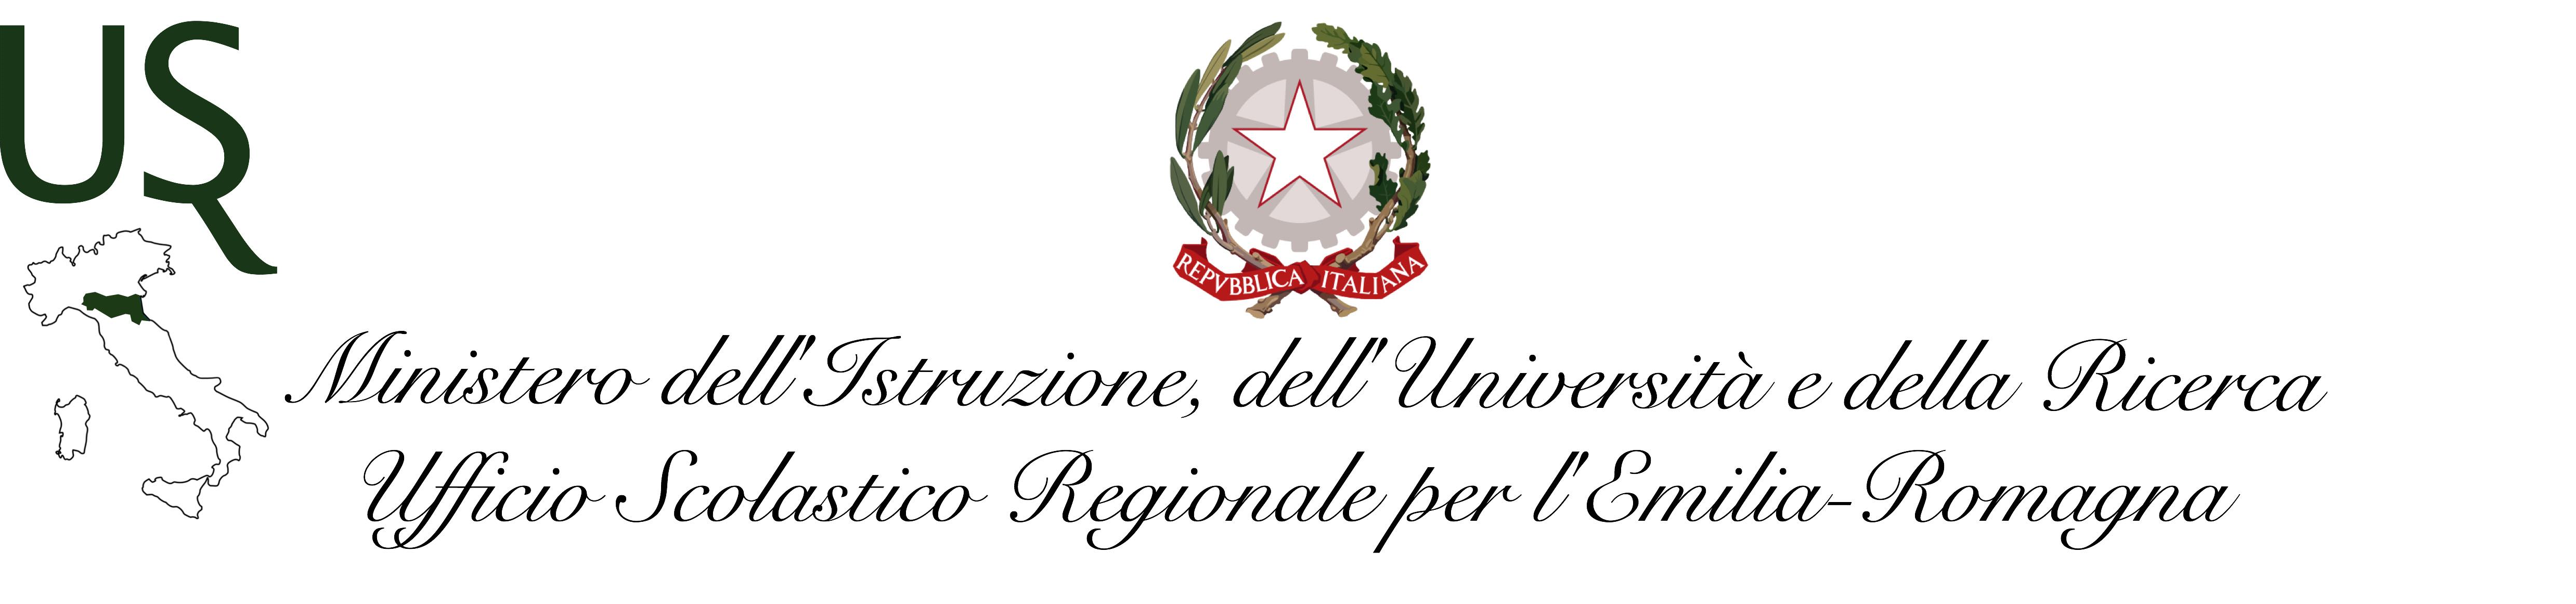 USR
REPVBBLICA ITALIANA
Ministero dell'Istruzione, dell'Università e della Ricerca
Ufficio Scolastico Regionale per l'Emilia-Romagna